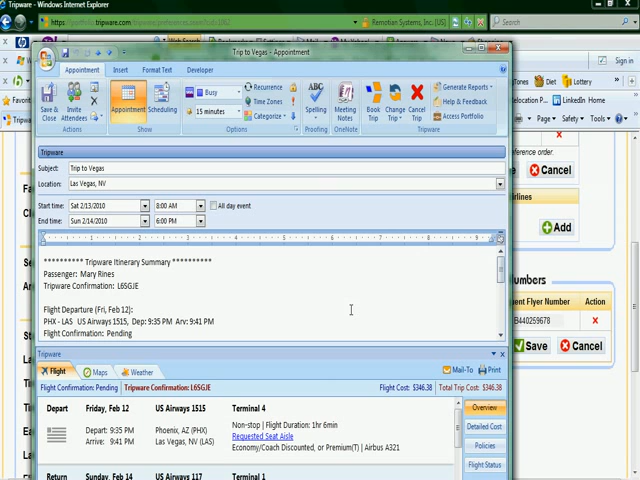 Tripware - Windows Internet Explorer
Remotian Systems, Inc. [US]
Search
Trip to Vegas - Appointment
Sign in
Appointment Insert Format Text Developer
Diet Lottery
Save & Close
Invite Attendees
Actions
Appointment
Scheduling
Show
Busy
15 minutes
Recurrence
Time Zones
Categorize
Options
ABC
Spelling
Proofing
Meeting Notes
OneNote
Book Trip
Change Trip
Cancel Trip
Generate Reports
Help & Feedback
Access Portfolio
Tripware
LinkedIn Home
Page Safety Tools
Tripware
Subject: Trip to Vegas
Location: Las Vegas, NV
Start time: Sat 2/13/2010 8:00 AM All day event
End time: Sun 2/14/2010 6:00 PM
********** Tripware Itinerary Summary **********
Passenger: Mary Rines
Tripware Confirmation: L6SGJE
Flight Departure (Fri, Feb 12):
PHX - LAS US Airways 1515, Dep: 9:35 PM Arv: 9:41 PM
Flight Confirmation: Pending
Cancel
Add
Action
Save Cancel
Tripware
Flight Maps Weather Mail-To Print
Flight Confirmation: Pending Tripware Confirmation: L6SGJE Flight Cost: $346.38 Total Trip Cost: $346.38
Depart Friday, Feb 12 US Airways 1515 Terminal 4
Depart: 9:35 PM Phoenix, AZ (PHX)
Arrive: 9:41 PM Las Vegas, NV (LAS)
Non-stop | Flight Duration: 1hr 6min
Requested Seat Aisle
Economy/Coach Discounted, or Premium(T) | Airbus A321
Return Sunday, Feb 14 US Airways 117 Terminal 1
Overview
Detailed Cost
Policies
Flight Status